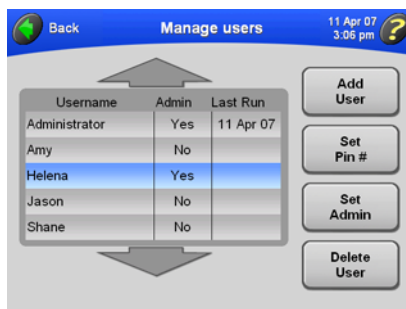 Back Manage users 11 Apr 07
3:06 pm ?
Username Admin Last Run
Administrator Yes 11 Apr 07
Amy No
Helena Yes
Jason No
Shane No
Add
User
Set
Pin #
Set
Admin
Delete
User